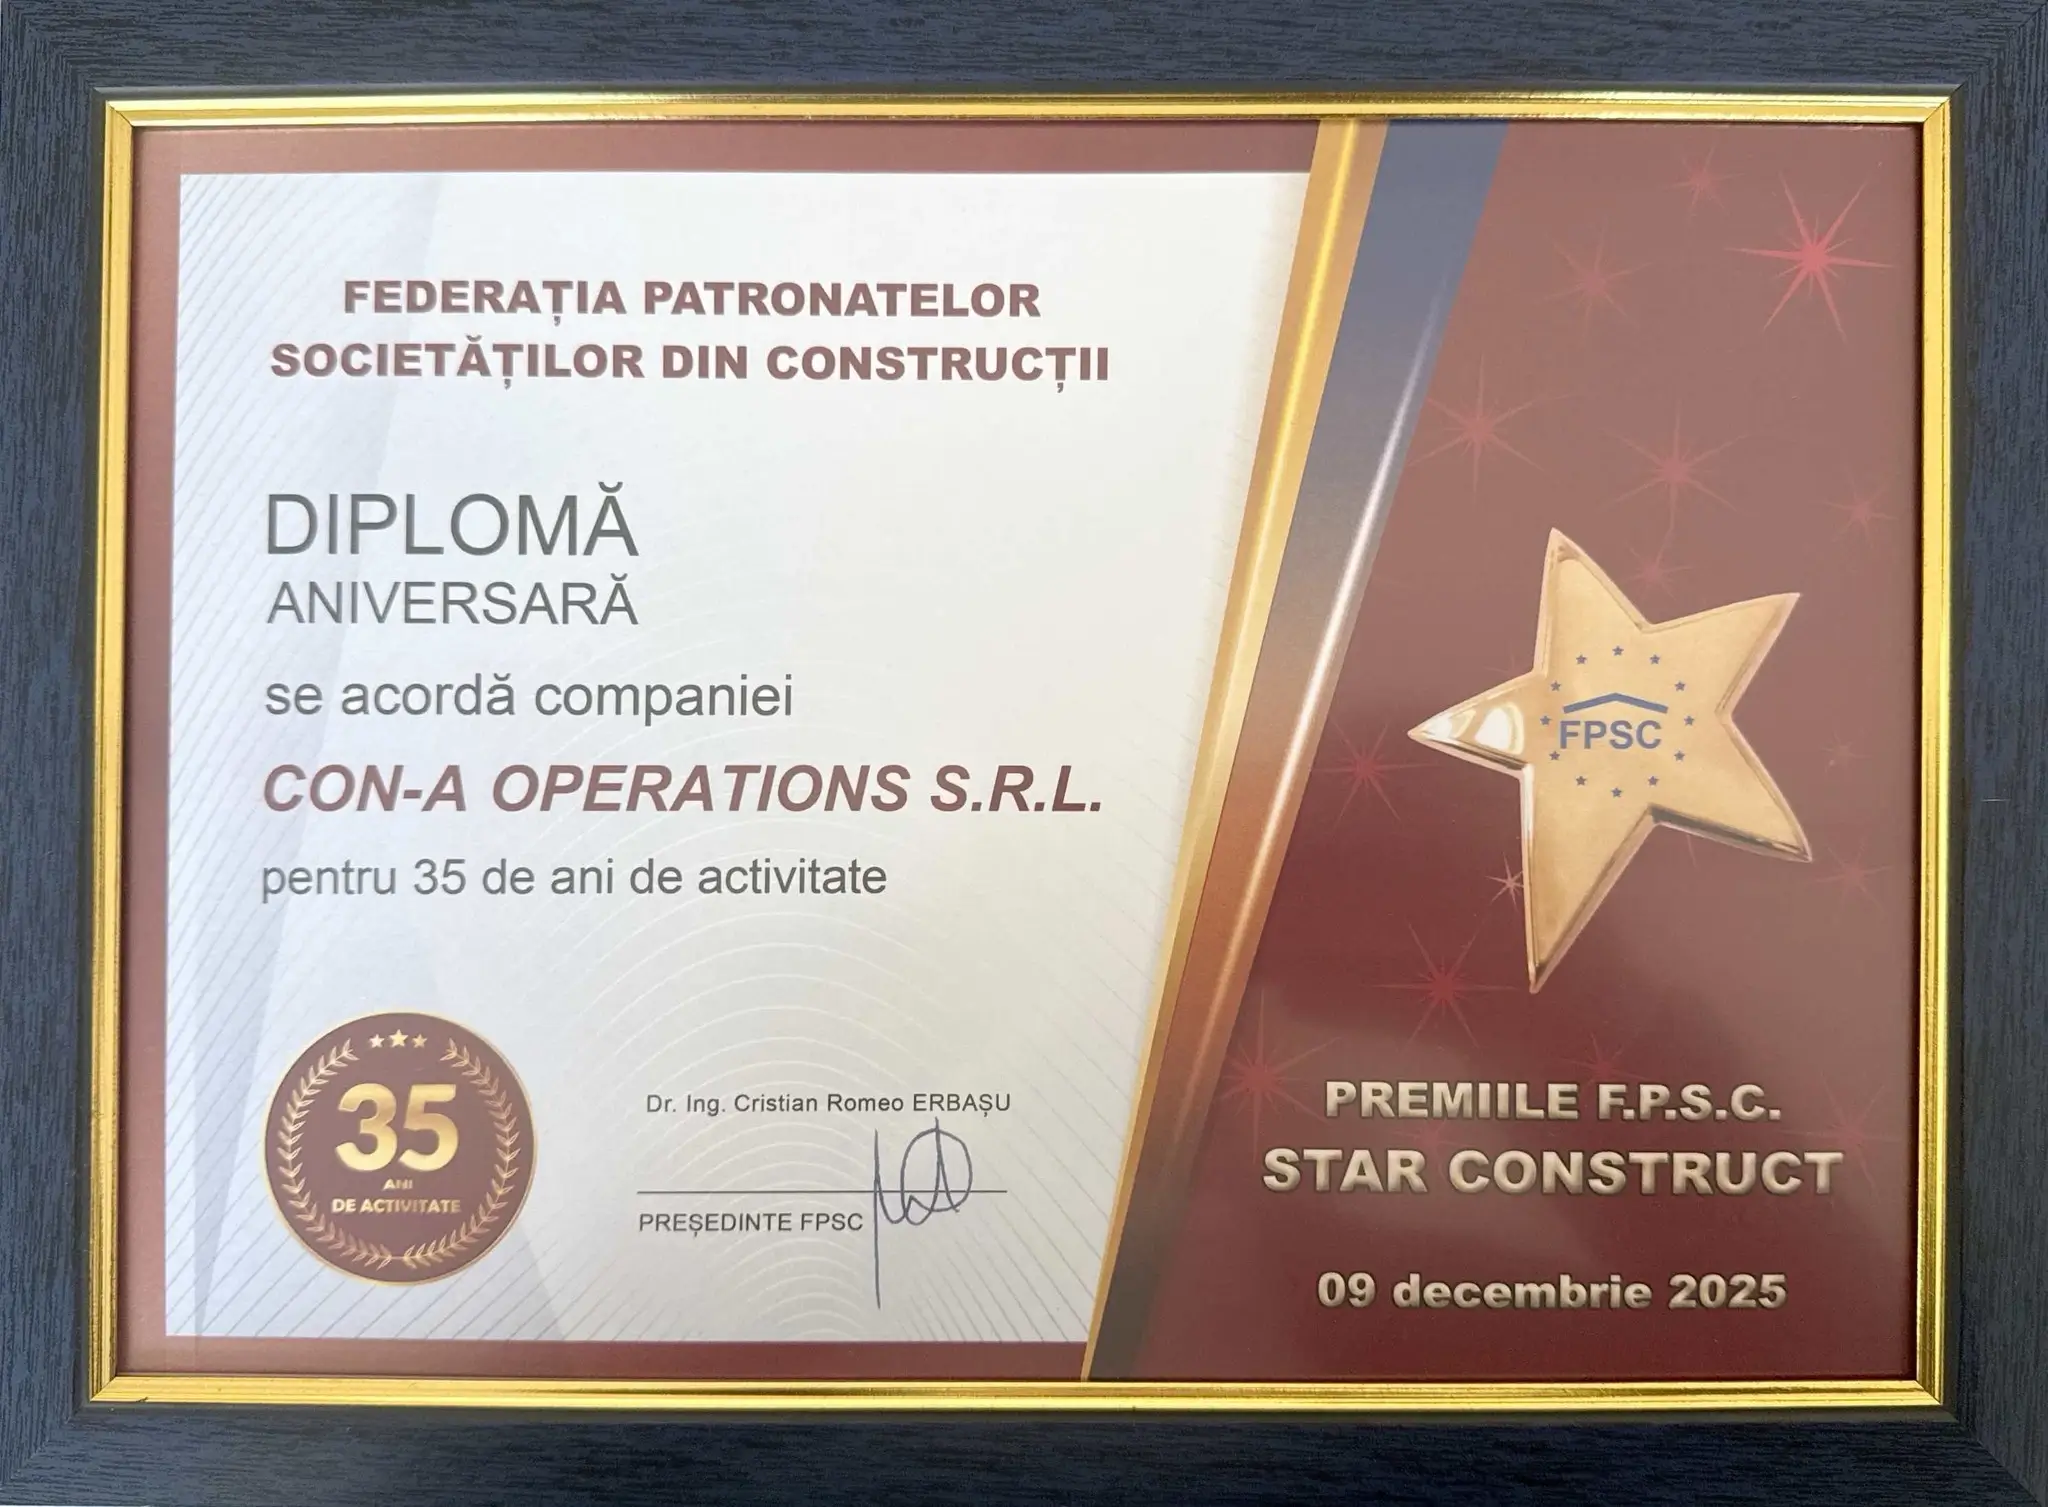 FEDERAȚIA PATRONATELOR
SOCIETĂȚILOR DIN CONSTRUCȚII
DIPLOMĂ
ANIVERSARĂ
se acordă companiei
CON-A OPERATIONS S.R.L.
pentru 35 de ani de activitate
35
ANI
DE ACTIVITATE
Dr. Ing. Cristian Romeo ERBAȘU
PREȘEDINTE FPSC
FPSC
PREMIILE F.P.S.C.
STAR CONSTRUCT
09 decembrie 2025